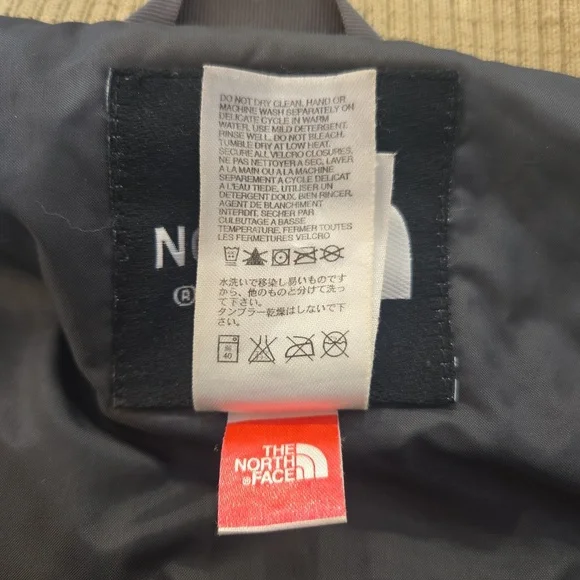 DO NOT DRY CLEAN, HAND OR
MACHINE WASH SEPARATELY ON
DELICATE CYCLE IN WARM
WATER, USE MILD DETERGENT.
RINSE WELL. DO NOT BLEACH.
TUMBLE DRY AT LOW HEAT.
SECURE ALL VELCRO CLOSURES.
NE PAS NETTOYER A SEC, LAVER
A LA MAIN OU A LA MACHINE
SEPAREMENT A CYCLE DELICAT
A L'EAU TIEDE. UTILISER UN
DETERGENT DOUX. BIEN RINCER.
AGENT DE BLANCHIMENT
INTERDIT. SECHER PAR
CULBUTAGE A BASSE
TEMPERATURE. FERMER TOUTES
LES FERMETURES VELCRO
NO
®
水洗いで移染し易いものです
から、他のものと分けて洗っ
て下さい。
タンブラー乾燥はしないで下
さい。
弱
40
THE
NORTH
®FACE